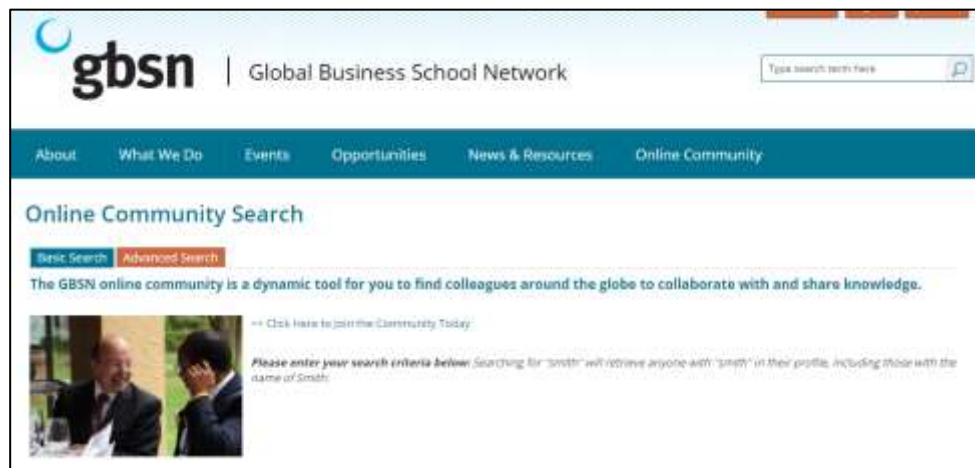 gbsn | Global Business School Network
Type search term here
About What We Do Events Opportunities News & Resources Online Community
Online Community Search
Basic Search Advanced Search
The GBSN online community is a dynamic tool for you to find colleagues around the globe to collaborate with and share knowledge.
>> Click Here to Join the Community Today
Please enter your search criteria below: Searching for "smith" will retrieve anyone with "smith" in their profile, including those with the
name of Smith.